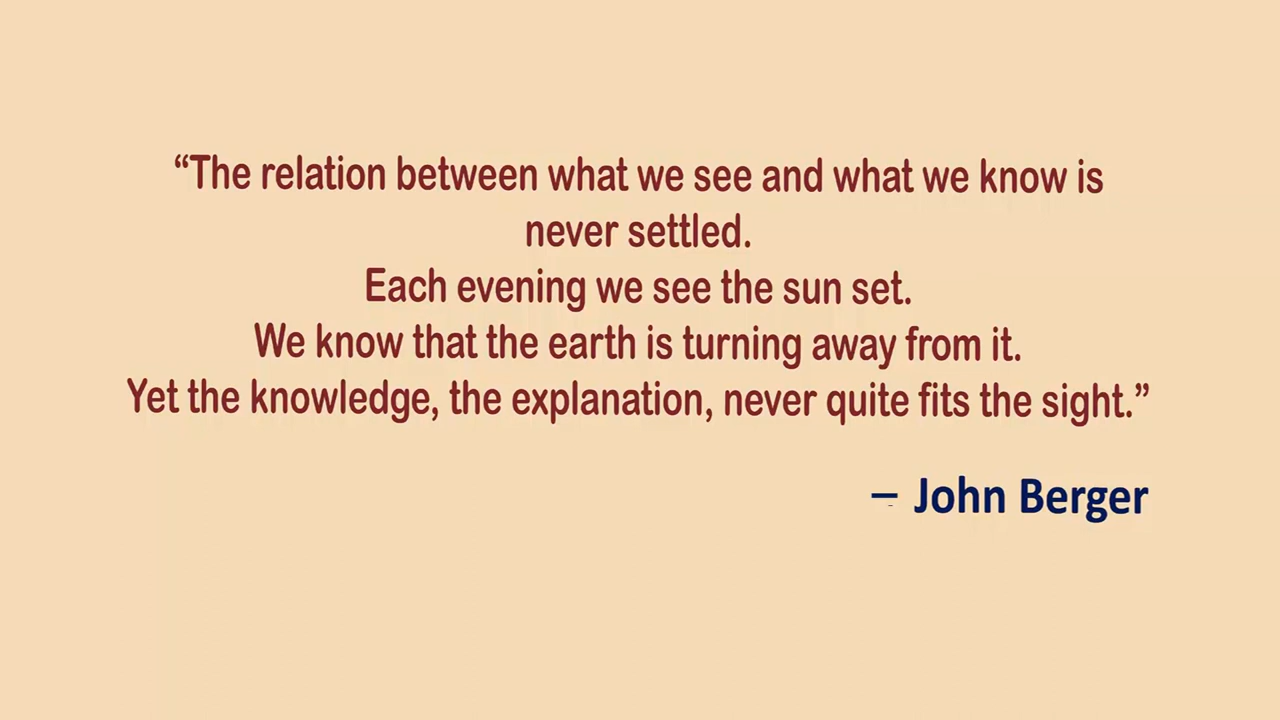 “The relation between what we see and what we know is
never settled.
Each evening we see the sun set.
We know that the earth is turning away from it.
Yet the knowledge, the explanation, never quite fits the sight.”
– John Berger